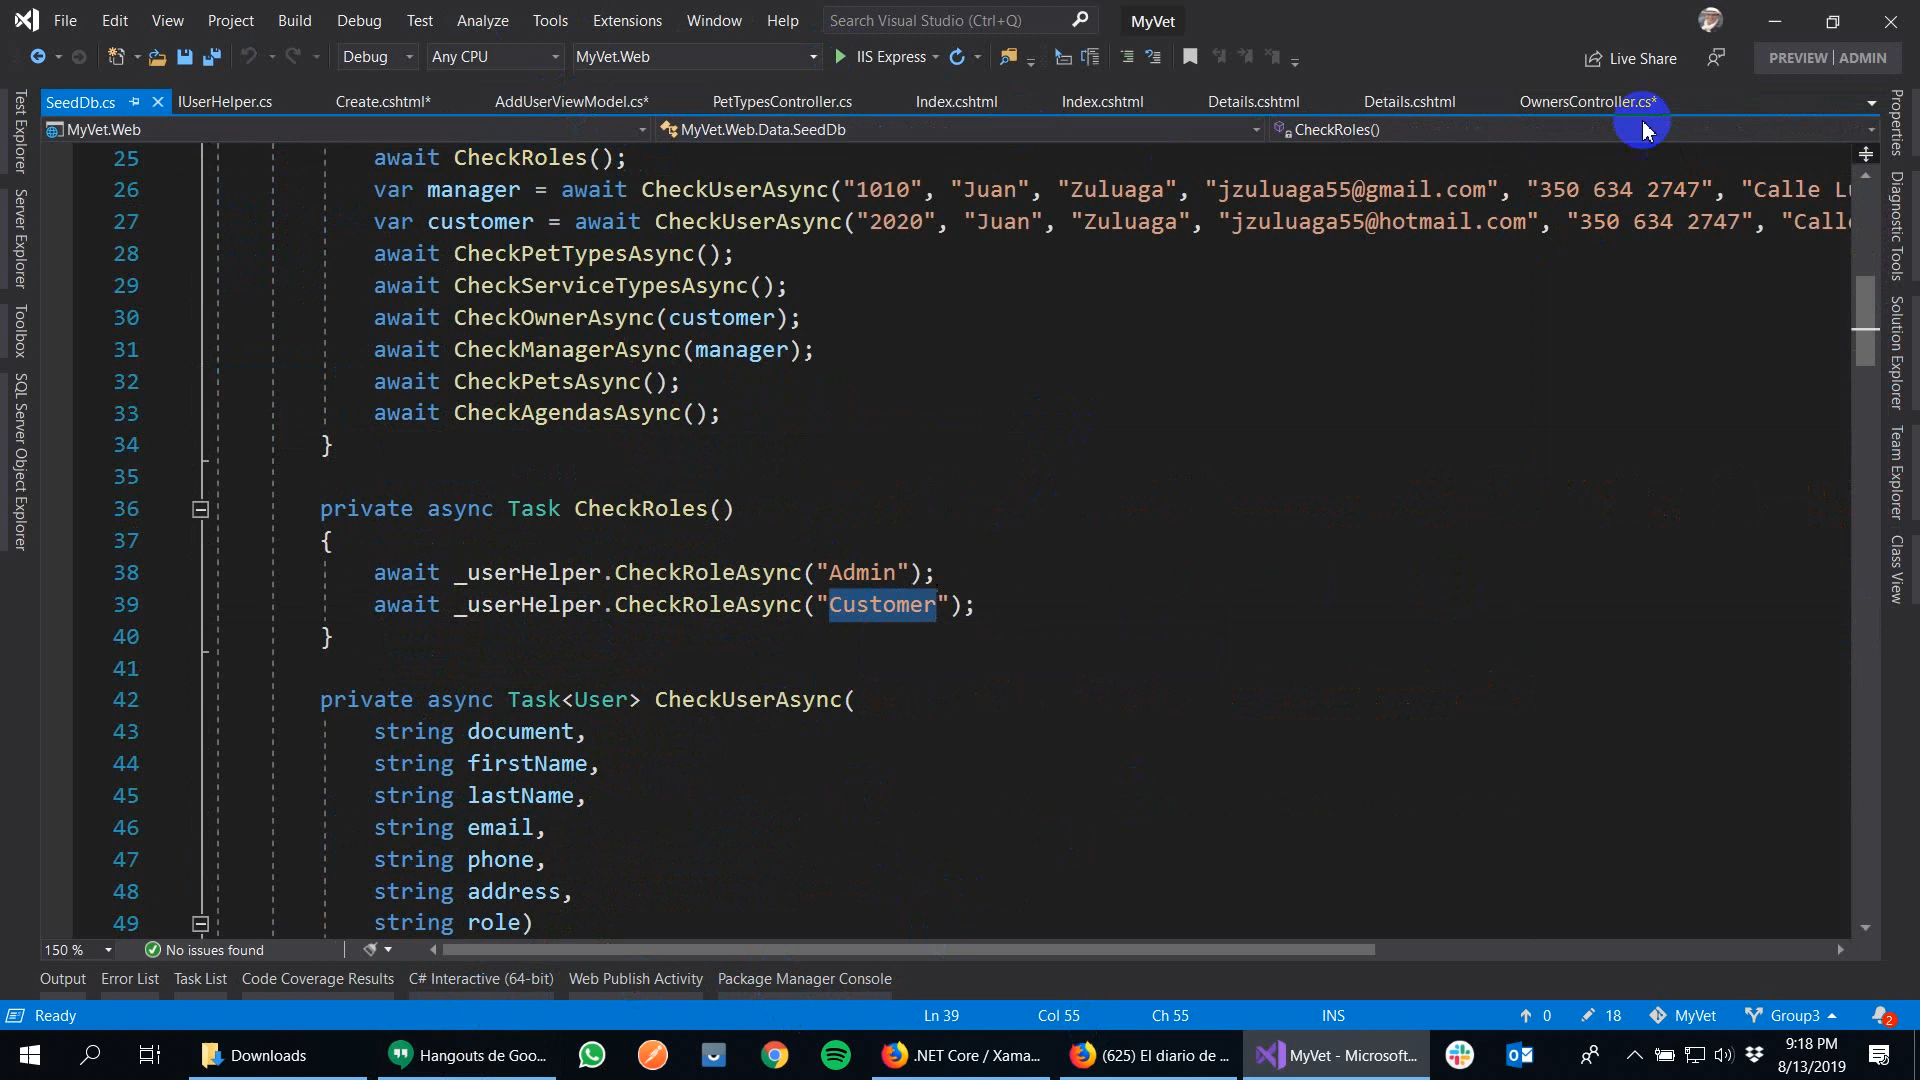 File Edit View Project Build Debug Test Analyze Tools Extensions Window Help Search Visual Studio (Ctrl+Q) MyVet
Debug Any CPU MyVet.Web IIS Express Live Share PREVIEW ADMIN
SeedDb.cs IUserHelper.cs Create.cshtml* AddUserViewModel.cs* PetTypesController.cs Index.cshtml Index.cshtml Details.cshtml Details.cshtml OwnersController.cs*
MyVet.Web MyVet.Web.Data.SeedDb CheckRoles()
Test Explorer
Server Explorer
Toolbox
SQL Server Object Explorer
25 await CheckRoles();
26 var manager = await CheckUserAsync("1010", "Juan", "Zuluaga", "jzuluaga55@gmail.com", "350 634 2747", "Calle Lu
27 var customer = await CheckUserAsync("2020", "Juan", "Zuluaga", "jzuluaga55@hotmail.com", "350 634 2747", "Calle
28 await CheckPetTypesAsync();
29 await CheckServiceTypesAsync();
30 await CheckOwnerAsync(customer);
31 await CheckManagerAsync(manager);
32 await CheckPetsAsync();
33 await CheckAgendasAsync();
34 }
35
36 private async Task CheckRoles()
37 {
38 await _userHelper.CheckRoleAsync("Admin");
39 await _userHelper.CheckRoleAsync("Customer");
40 }
41
42 private async Task<User> CheckUserAsync(
43 string document,
44 string firstName,
45 string lastName,
46 string email,
47 string phone,
48 string address,
49 string role)
Properties
Diagnostic Tools
Solution Explorer
Team Explorer
Class View
150 % No issues found
Output Error List Task List Code Coverage Results C# Interactive (64-bit) Web Publish Activity Package Manager Console
Ready Ln 39 Col 55 Ch 55 INS 0 18 MyVet Group3 2
Downloads Hangouts de Goo... .NET Core / Xama... (625) El diario de ... MyVet - Microsoft... 9:18 PM
8/13/2019